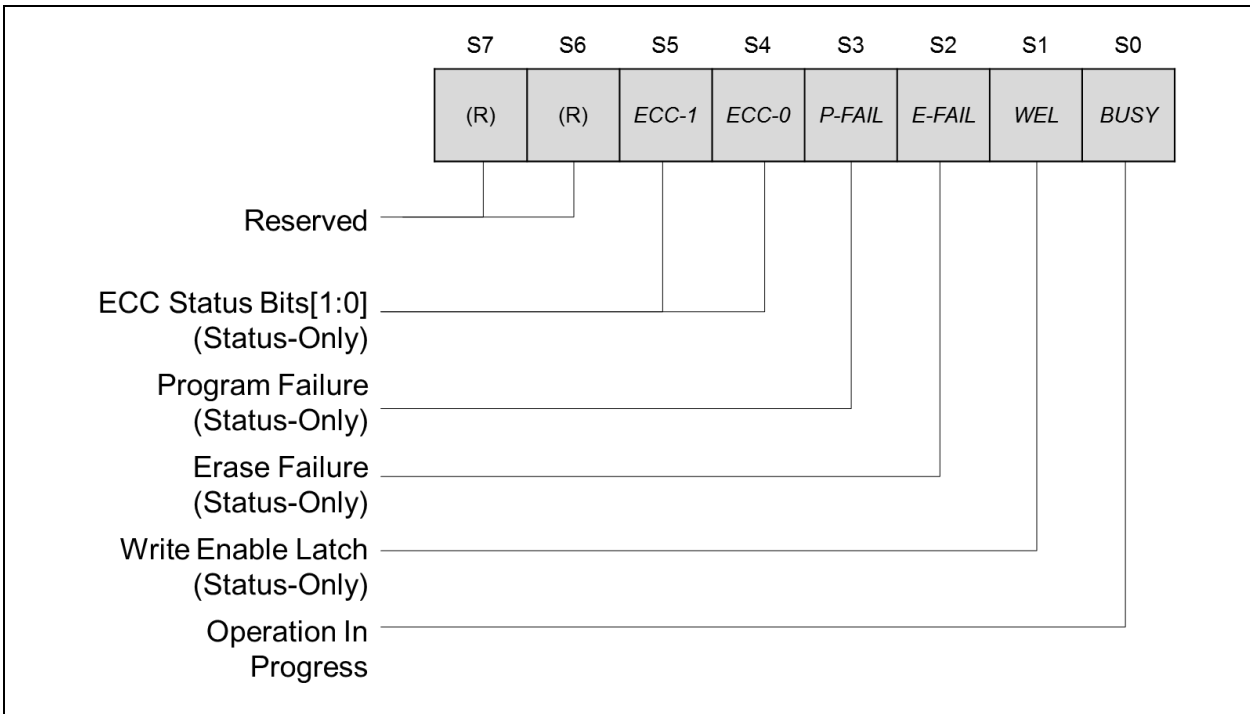 S7 S6 S5 S4 S3 S2 S1 S0
(R) (R) ECC-1 ECC-0 P-FAIL E-FAIL WEL BUSY
Reserved
ECC Status Bits[1:0]
(Status-Only)
Program Failure
(Status-Only)
Erase Failure
(Status-Only)
Write Enable Latch
(Status-Only)
Operation In
Progress